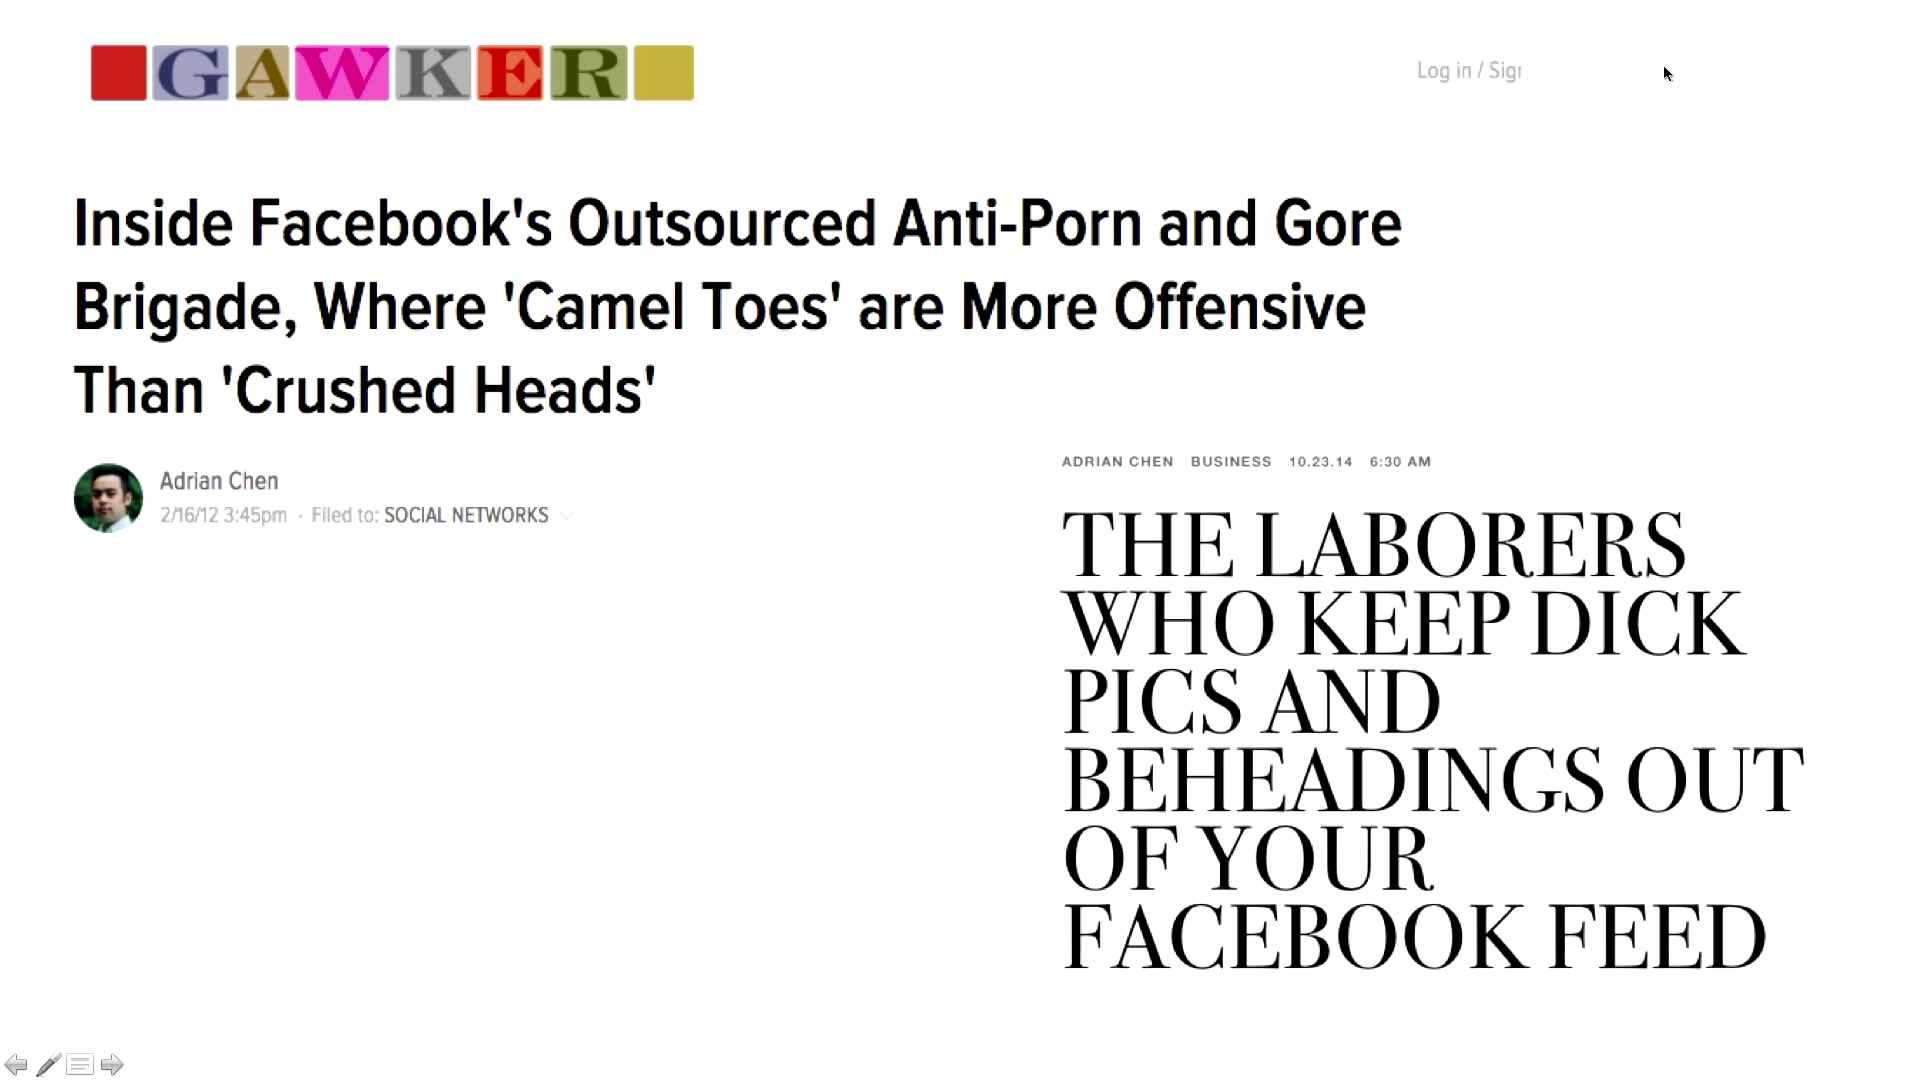 GAWKER
Log in / Sign
Inside Facebook's Outsourced Anti-Porn and Gore
Brigade, Where 'Camel Toes' are More Offensive
Than 'Crushed Heads'
Adrian Chen
2/16/12 3:45pm · Filed to: SOCIAL NETWORKS
ADRIAN CHEN BUSINESS 10.23.14 6:30 AM
THE LABORERS
WHO KEEP DICK
PICS AND
BEHEADINGS OUT
OF YOUR
FACEBOOK FEED